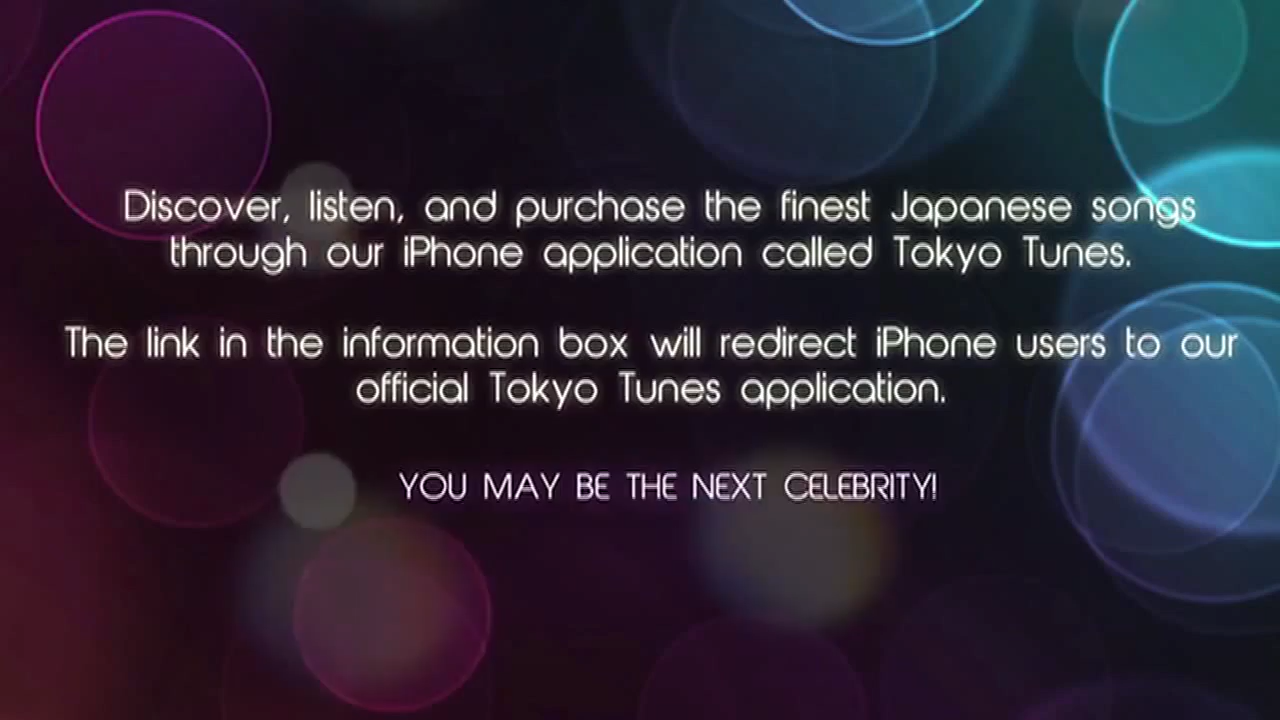 Discover, listen, and purchase the finest Japanese songs
through our iPhone application called Tokyo Tunes.
The link in the information box will redirect iPhone users to our
official Tokyo Tunes application.
YOU MAY BE THE NEXT CELEBRITY!